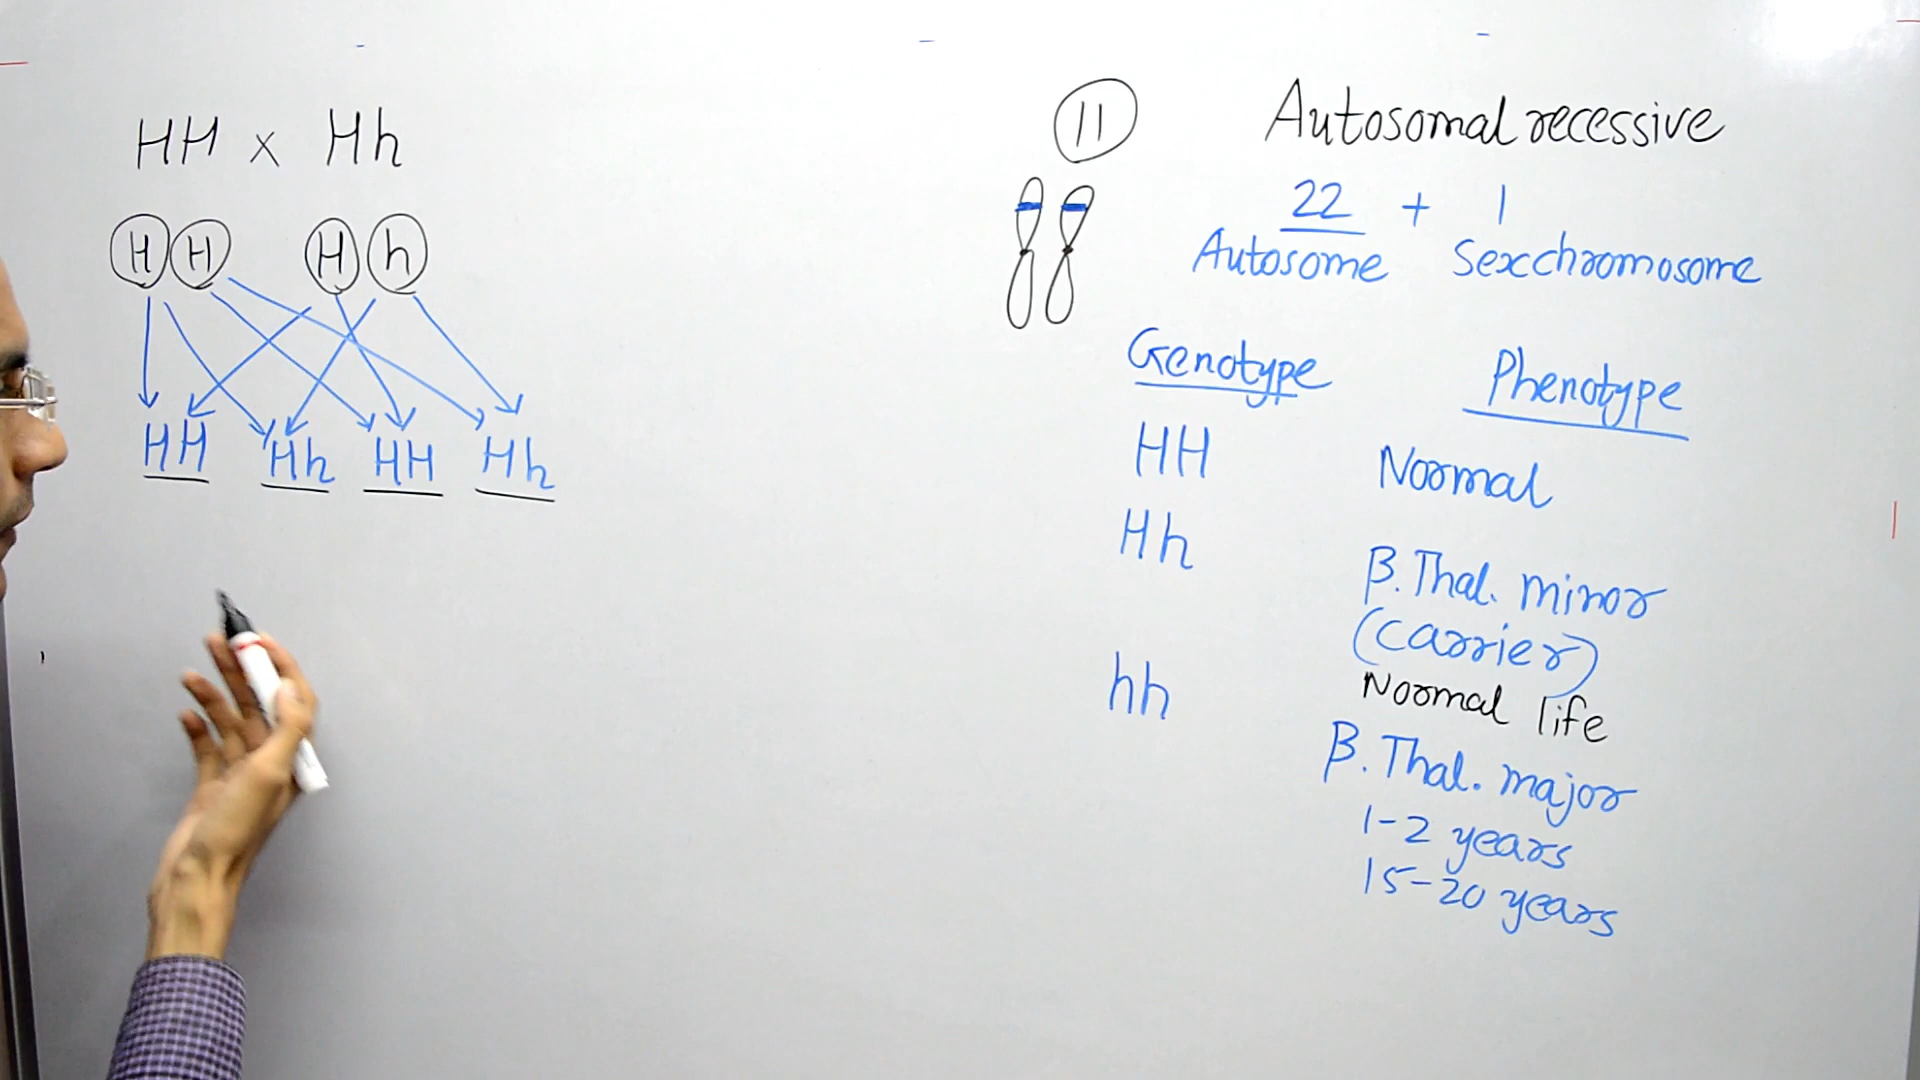 HH x Hh
H H H h
HH Hh HH Hh
11
Autosomal recessive
22 + 1
Autosome Sexchromosome
Genotype Phenotype
HH Normal
Hh β.Thal. minor
(carrier)
Normal life
hh β.Thal. major
1-2 years
15-20 years